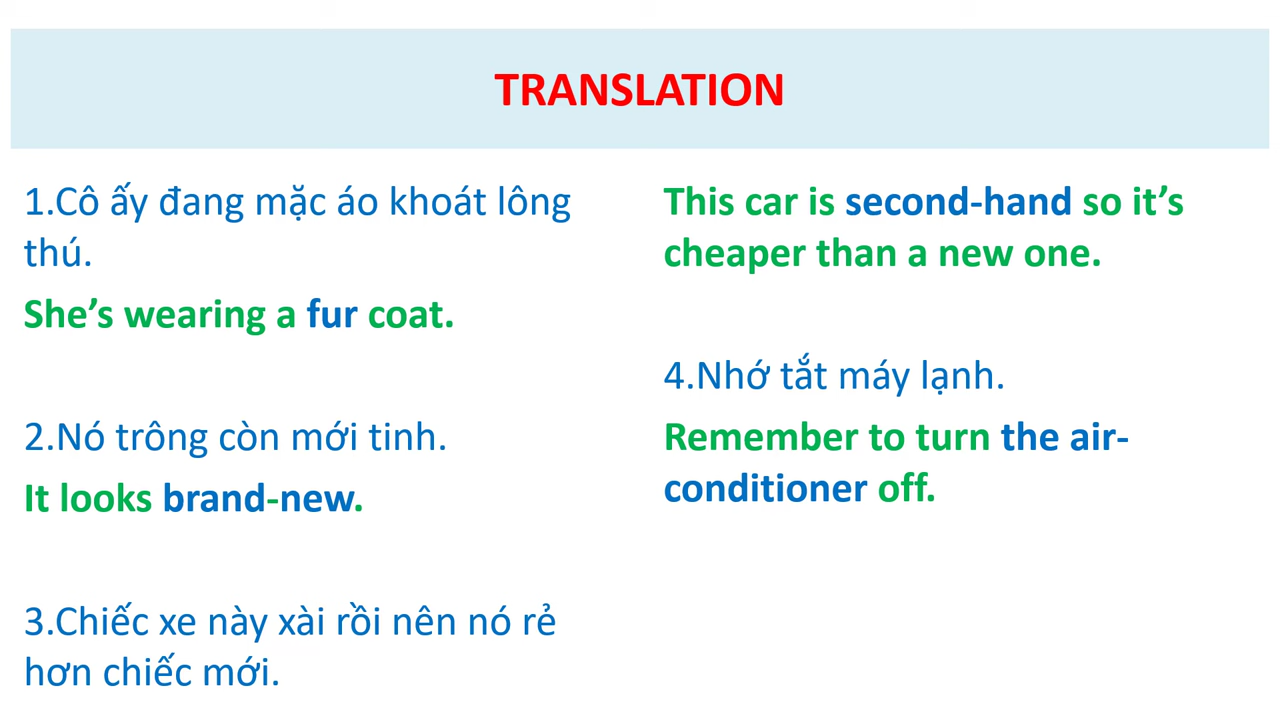 TRANSLATION
1.Cô ấy đang mặc áo khoát lông
thú.
She’s wearing a fur coat.
2.Nó trông còn mới tinh.
It looks brand-new.
3.Chiếc xe này xài rồi nên nó rẻ
hơn chiếc mới.
This car is second-hand so it’s
cheaper than a new one.
4.Nhớ tắt máy lạnh.
Remember to turn the air-
conditioner off.